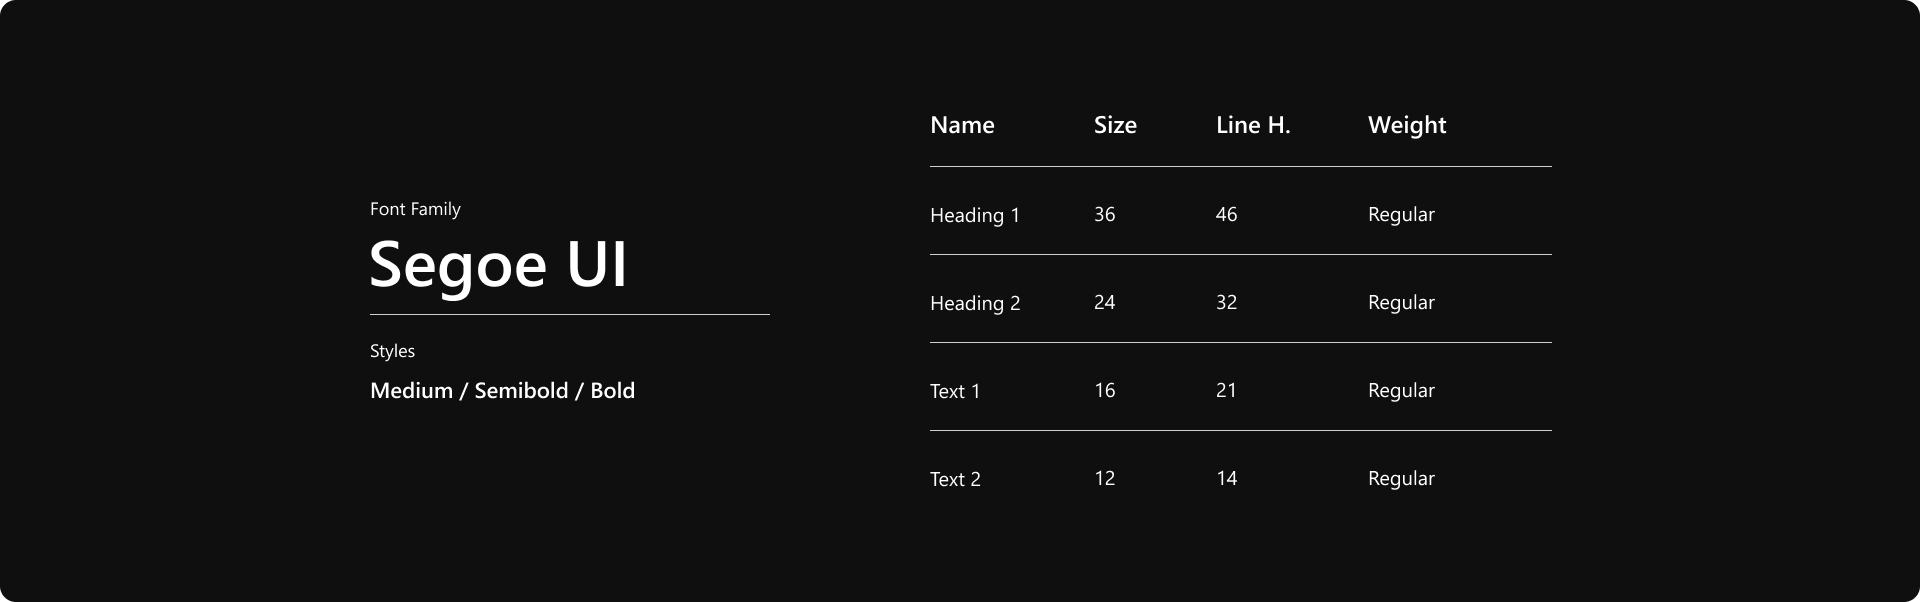 Font Family
Segoe UI
Styles
Medium / Semibold / Bold
Name Size Line H. Weight
Heading 1 36 46 Regular
Heading 2 24 32 Regular
Text 1 16 21 Regular
Text 2 12 14 Regular